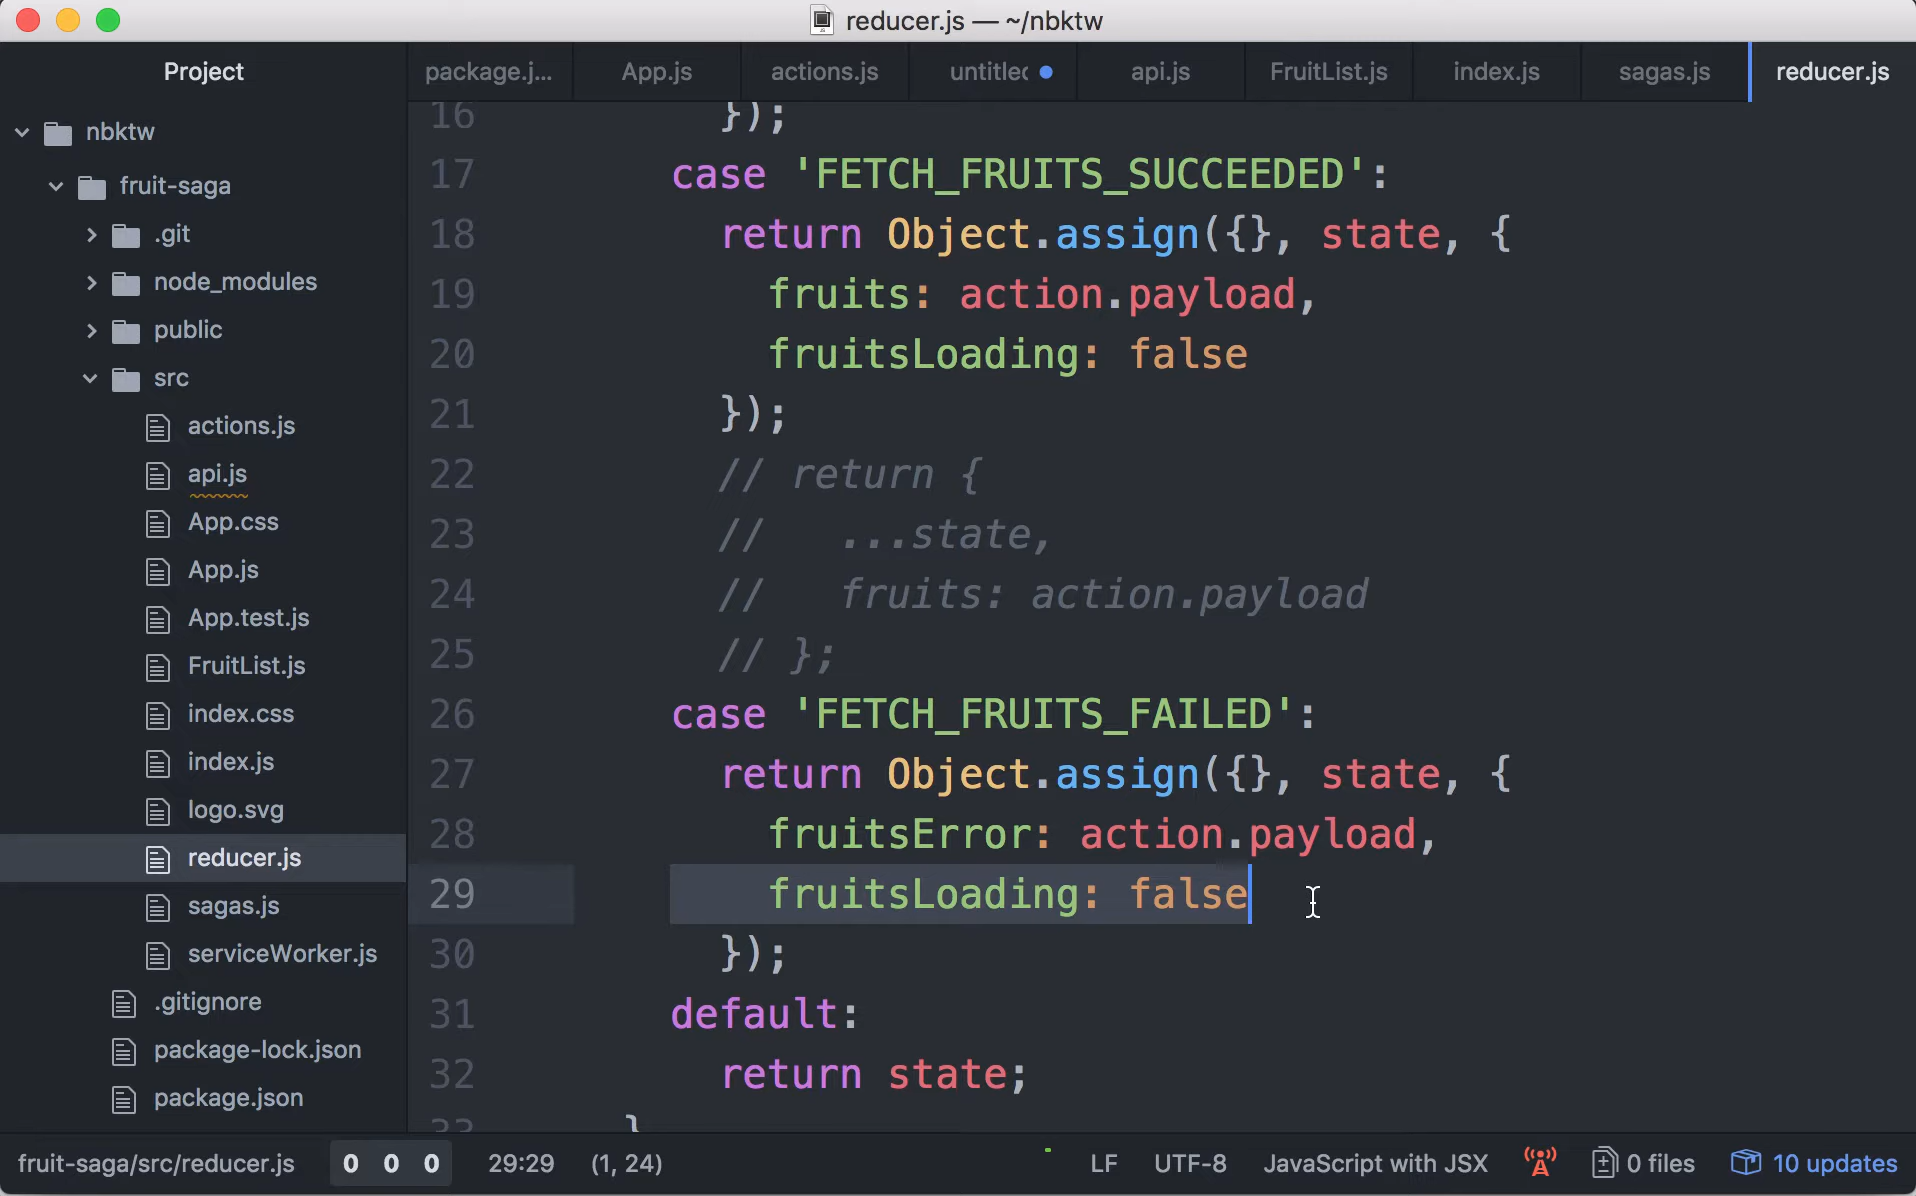 reducer.js — ~/nbktw
Project
package.j...
App.js
actions.js
untitlec
api.js
FruitList.js
index.js
sagas.js
reducer.js
nbktw
fruit-saga
.git
node_modules
public
src
actions.js
api.js
App.css
App.js
App.test.js
FruitList.js
index.css
index.js
logo.svg
reducer.js
sagas.js
serviceWorker.js
.gitignore
package-lock.json
package.json
16 });
17 case 'FETCH_FRUITS_SUCCEEDED':
18 return Object.assign({}, state, {
19 fruits: action.payload,
20 fruitsLoading: false
21 });
22 // return {
23 // ...state,
24 // fruits: action.payload
25 // };
26 case 'FETCH_FRUITS_FAILED':
27 return Object.assign({}, state, {
28 fruitsError: action.payload,
29 fruitsLoading: false
30 });
31 default:
32 return state;
33 }
fruit-saga/src/reducer.js 0 0 0 29:29 (1, 24) LF UTF-8 JavaScript with JSX 0 files 10 updates